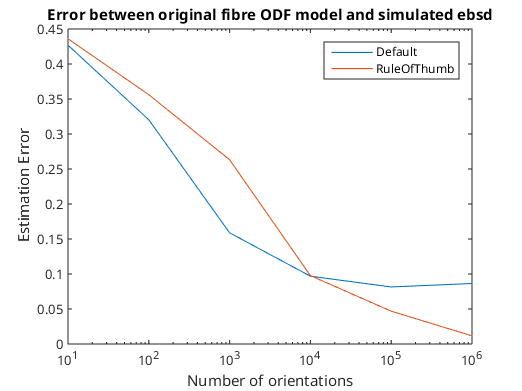 Error between original fibre ODF model and simulated ebsd
Estimation Error
0.45
0.4
0.35
0.3
0.25
0.2
0.15
0.1
0.05
0
Default
RuleOfThumb
10^1 10^2 10^3 10^4 10^5 10^6
Number of orientations